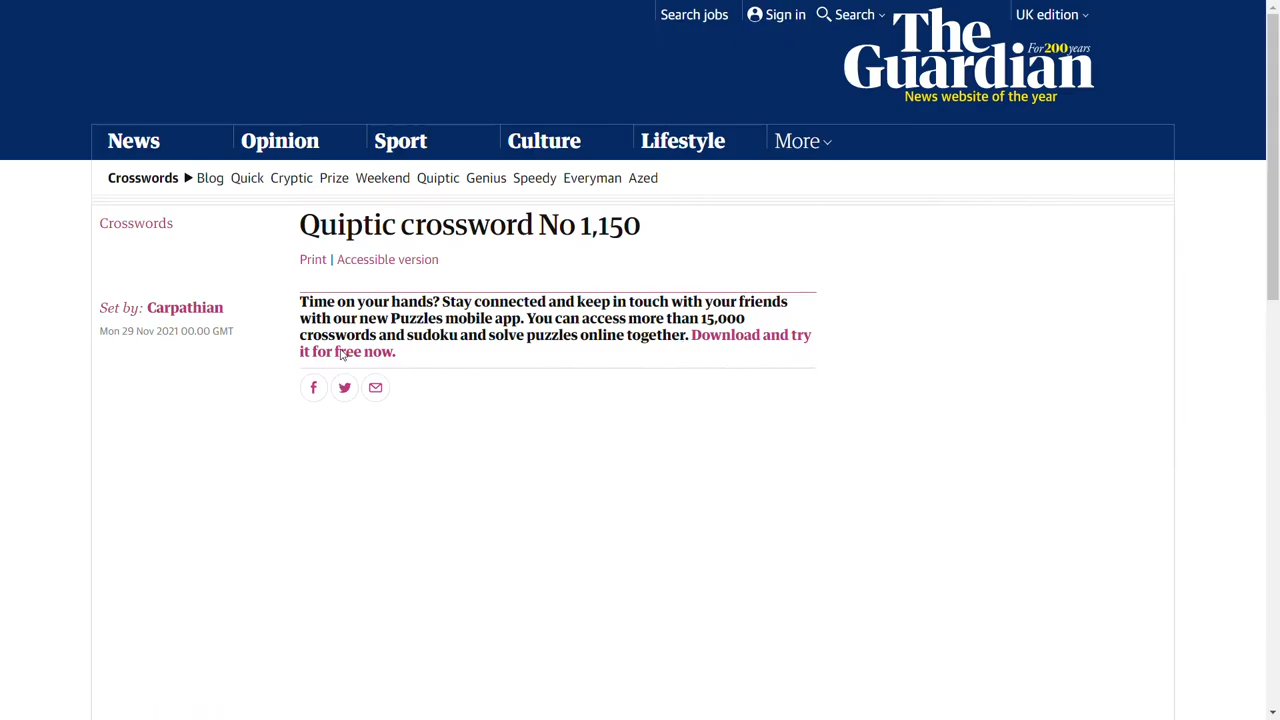 Search jobs
Sign in
Search
UK edition
The
Guardian
For 200 years
News website of the year
News Opinion Sport Culture Lifestyle More
Crosswords Blog Quick Cryptic Prize Weekend Quiptic Genius Speedy Everyman Azed
Crosswords
Quiptic crossword No 1,150
Print | Accessible version
Set by: Carpathian
Mon 29 Nov 2021 00.00 GMT
Time on your hands? Stay connected and keep in touch with your friends
with our new Puzzles mobile app. You can access more than 15,000
crosswords and sudoku and solve puzzles online together. Download and try
it for free now.